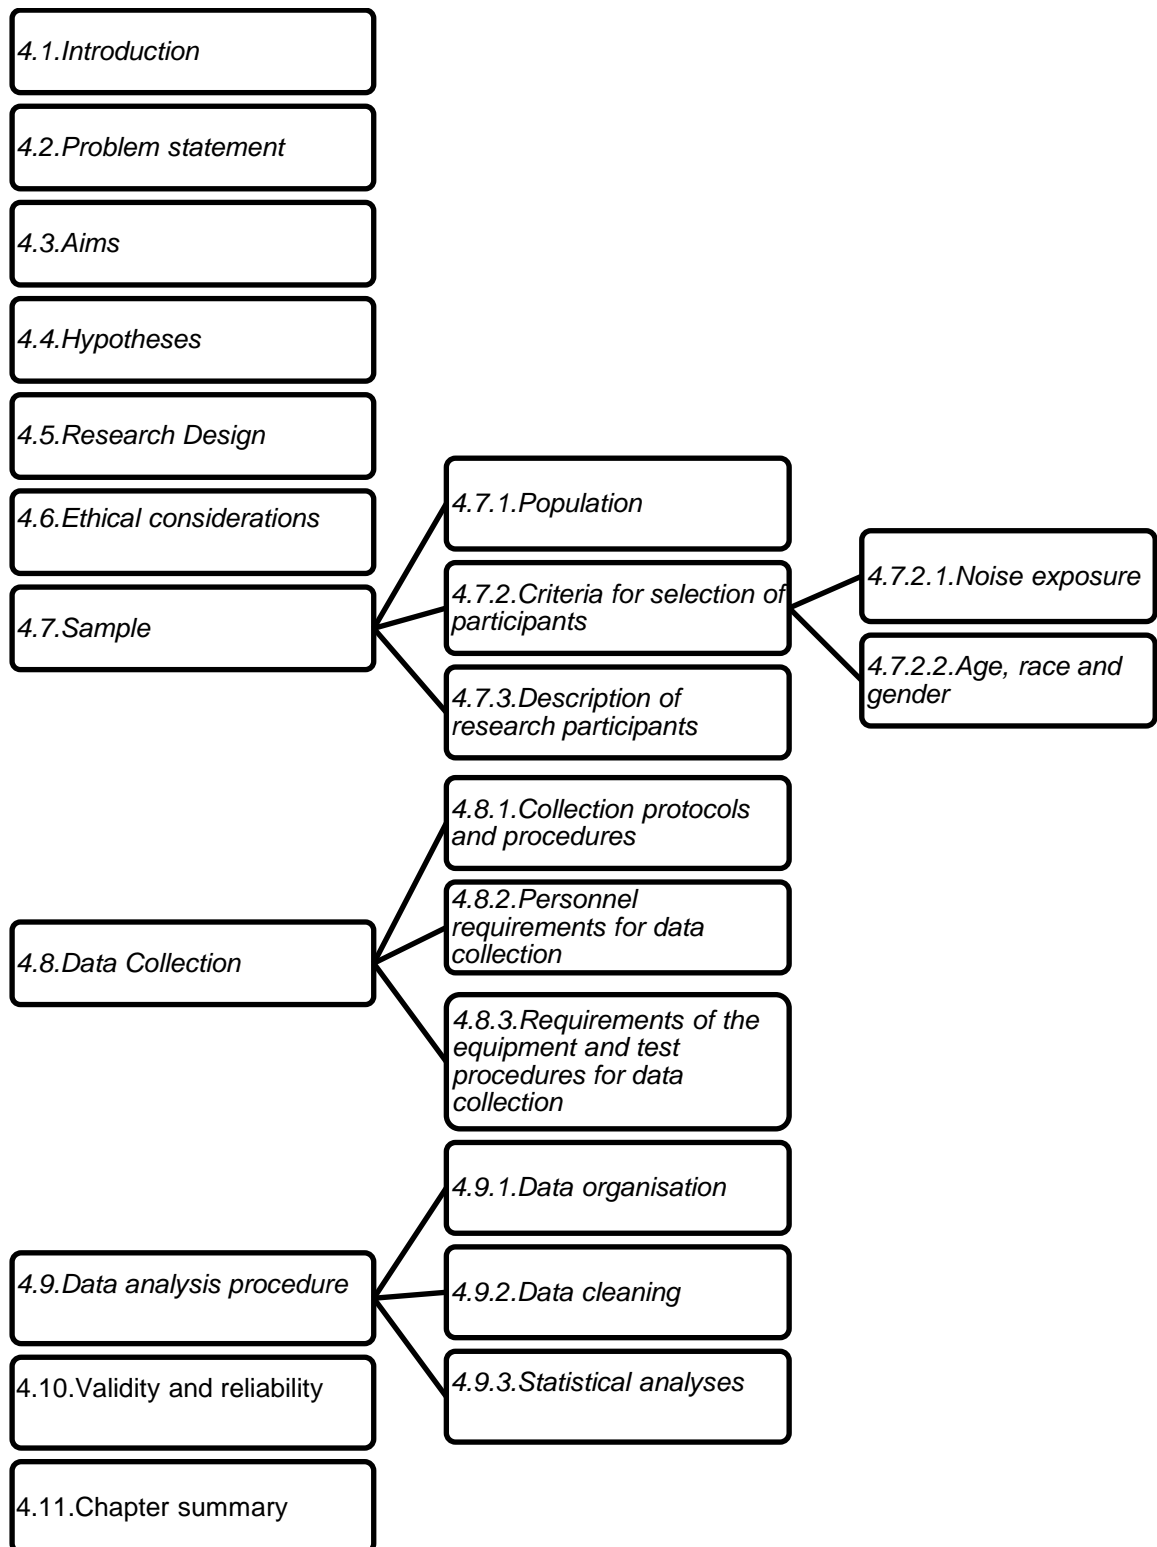 4.1.Introduction
4.2.Problem statement
4.3.Aims
4.4.Hypotheses
4.5.Research Design
4.6.Ethical considerations
4.7.Sample
4.7.1.Population
4.7.2.Criteria for selection of
participants
4.7.2.1.Noise exposure
4.7.2.2.Age, race and
gender
4.7.3.Description of
research participants
4.8.Data Collection
4.8.1.Collection protocols
and procedures
4.8.2.Personnel
requirements for data
collection
4.8.3.Requirements of the
equipment and test
procedures for data
collection
4.9.Data analysis procedure
4.9.1.Data organisation
4.9.2.Data cleaning
4.9.3.Statistical analyses
4.10.Validity and reliability
4.11.Chapter summary